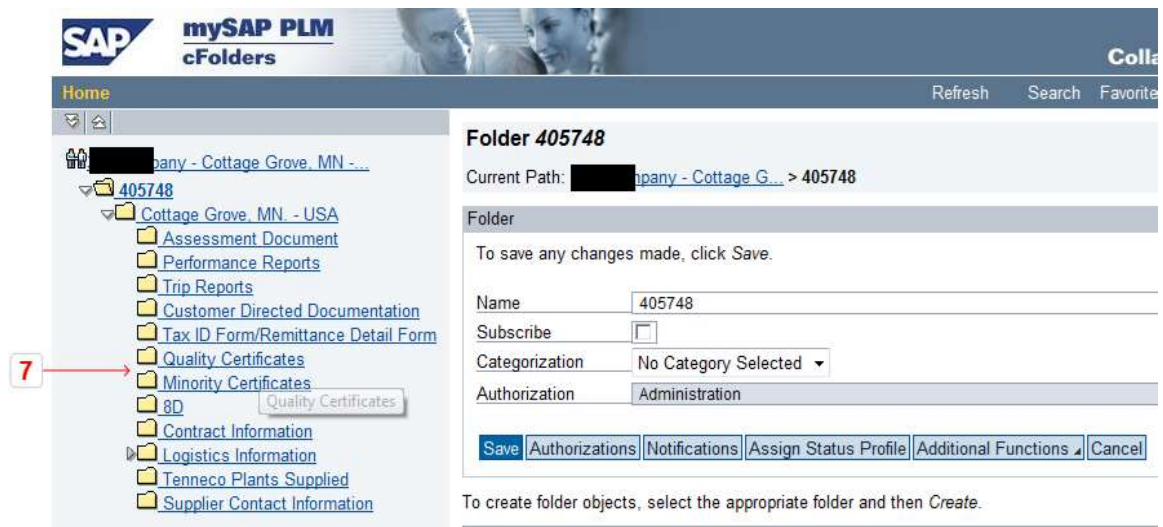 SAP
mySAP PLM
cFolders
Colla
Home
Refresh Search Favorite
pany - Cottage Grove, MN -...
405748
Cottage Grove, MN. - USA
Assessment Document
Performance Reports
Trip Reports
Customer Directed Documentation
Tax ID Form/Remittance Detail Form
Quality Certificates
7
Minority Certificates
Quality Certificates
8D
Contract Information
Logistics Information
Tenneco Plants Supplied
Supplier Contact Information
Folder 405748
Current Path: npany - Cottage G... > 405748
Folder
To save any changes made, click Save.
Name 405748
Subscribe
Categorization No Category Selected
Authorization Administration
Save Authorizations Notifications Assign Status Profile Additional Functions Cancel
To create folder objects, select the appropriate folder and then Create.